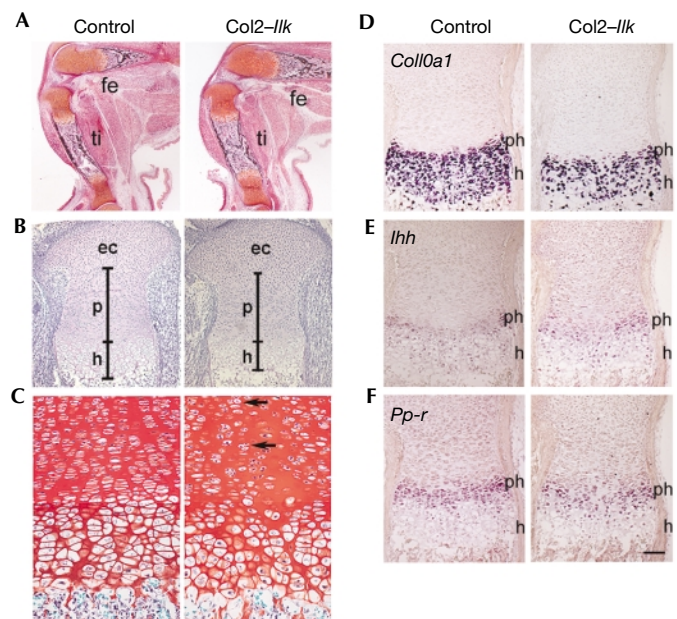 A
Control
Col2–Ilk
fe
fe
ti
ti
B
ec
ec
p
p
h
h
C
D
Control
Col2–Ilk
Coll0a1
ph
ph
h
h
E
Ihh
ph
ph
h
h
F
Pp-r
ph
ph
h
h